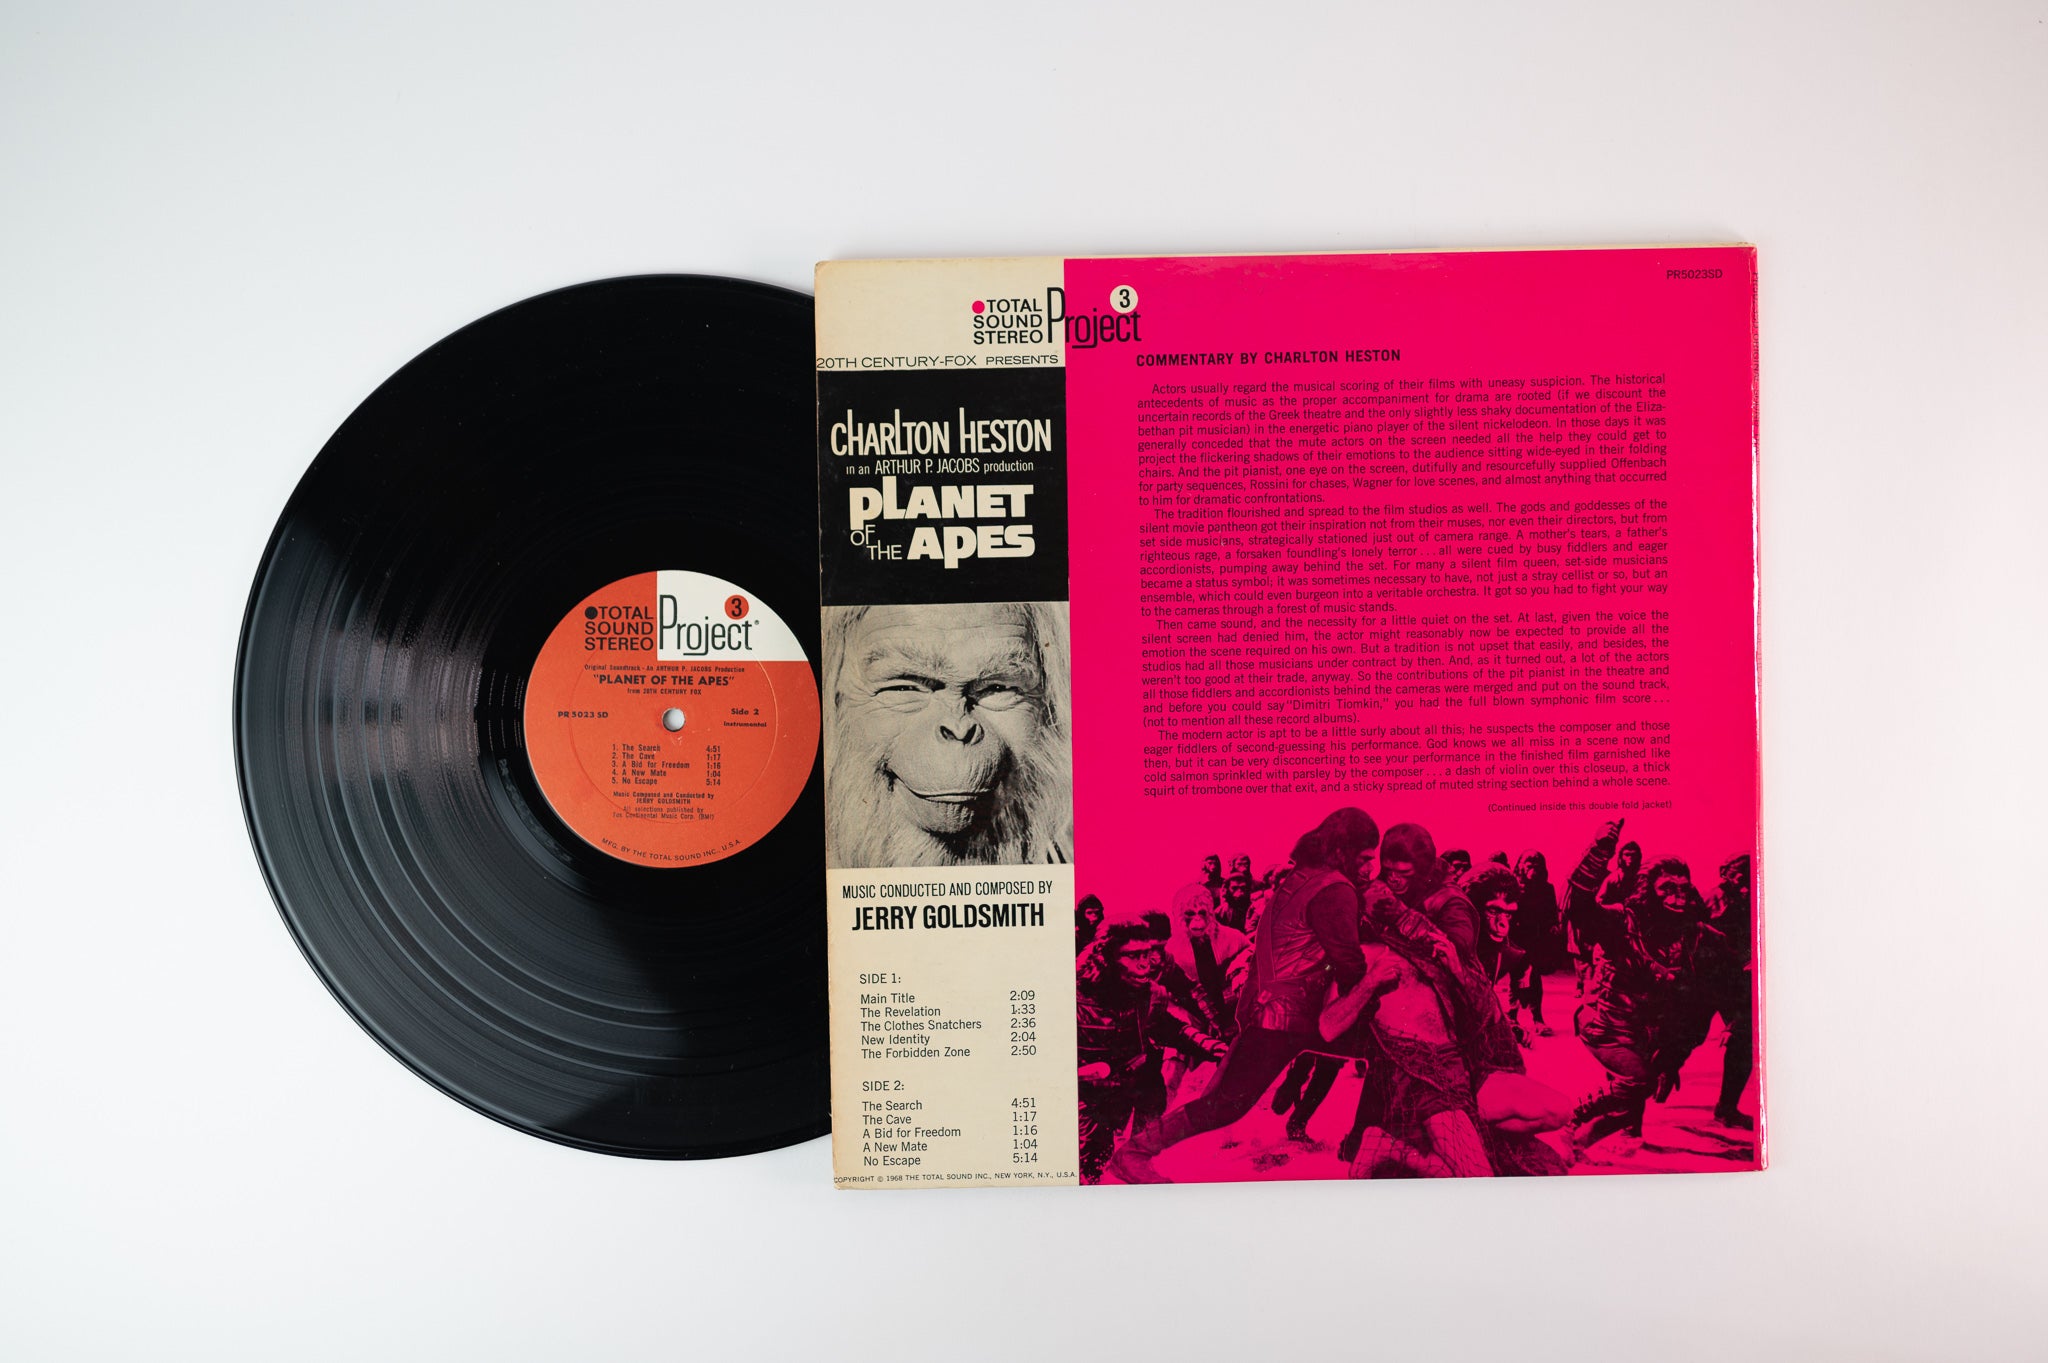 TOTAL
SOUND
STEREO
Project 3®
Original Soundtrack - An ARTHUR P. JACOBS Production
"PLANET OF THE APES"
from 20TH CENTURY FOX
PR 5023 SD
Side 2
Instrumental
1. The Search 4:51
2. The Cave 1:17
3. A Bid for Freedom 1:16
4. A New Mate 1:04
5. No Escape 5:14
Music Composed and Conducted by
JERRY GOLDSMITH
All selections published by
Fox Continental Music Corp. (BMI)
MFG. BY THE TOTAL SOUND INC., U.S.A.
TOTAL
SOUND
STEREO
Project 3
20TH CENTURY-FOX PRESENTS
CHARLTON HESTON
in an ARTHUR P. JACOBS production
PLANET
OF THE APES
MUSIC CONDUCTED AND COMPOSED BY
JERRY GOLDSMITH
SIDE 1:
Main Title 2:09
The Revelation 1:33
The Clothes Snatchers 2:36
New Identity 2:04
The Forbidden Zone 2:50
SIDE 2:
The Search 4:51
The Cave 1:17
A Bid for Freedom 1:16
A New Mate 1:04
No Escape 5:14
COPYRIGHT © 1968 THE TOTAL SOUND INC., NEW YORK, N.Y., U.S.A.
PR5023SD
COMMENTARY BY CHARLTON HESTON
Actors usually regard the musical scoring of their films with uneasy suspicion. The historical
antecedents of music as the proper accompaniment for drama are rooted (if we discount the
uncertain records of the Greek theatre and the only slightly less shaky documentation of the Eliza-
bethan pit musician) in the energetic piano player of the silent nickelodeon. In those days it was
generally conceded that the mute actors on the screen needed all the help they could get to
project the flickering shadows of their emotions to the audience sitting wide-eyed in their folding
chairs. And the pit pianist, one eye on the screen, dutifully and resourcefully supplied Offenbach
for party sequences, Rossini for chases, Wagner for love scenes, and almost anything that occurred
to him for dramatic confrontations.
The tradition flourished and spread to the film studios as well. The gods and goddesses of the
silent movie pantheon got their inspiration not from their muses, nor even their directors, but from
set side musicians, strategically stationed just out of camera range. A mother's tears, a father's
righteous rage, a forsaken foundling's lonely terror . . . all were cued by busy fiddlers and eager
accordionists, pumping away behind the set. For many a silent film queen, set-side musicians
became a status symbol; it was sometimes necessary to have, not just a stray cellist or so, but an
ensemble, which could even burgeon into a veritable orchestra. It got so you had to fight your way
to the cameras through a forest of music stands.
Then came sound, and the necessity for a little quiet on the set. At last, given the voice the
silent screen had denied him, the actor might reasonably now be expected to provide all the
emotion the scene required on his own. But a tradition is not upset that easily, and besides, the
studios had all those musicians under contract by then. And, as it turned out, a lot of the actors
weren't too good at their trade, anyway. So the contributions of the pit pianist in the theatre and
all those fiddlers and accordionists behind the cameras were merged and put on the sound track,
and before you could say "Dimitri Tiomkin," you had the full blown symphonic film score . . .
(not to mention all these record albums).
The modern actor is apt to be a little surly about all this; he suspects the composer and those
eager fiddlers of second-guessing his performance. God knows we all miss in a scene now and
then, but it can be very disconcerting to see your performance in the finished film garnished like
cold salmon sprinkled with parsley by the composer . . . a dash of violin over this closeup, a thick
squirt of trombone over that exit, and a sticky spread of muted string section behind a whole scene.
(Continued inside this double fold jacket)